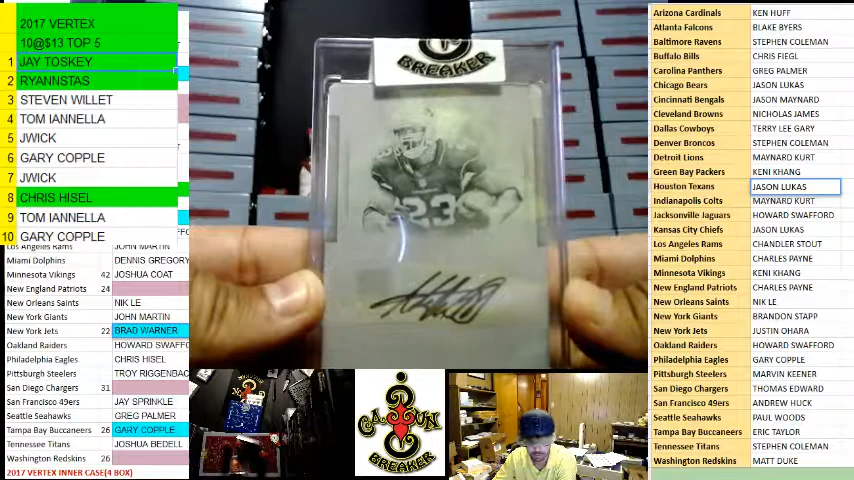 2017 VERTEX
10@$13 TOP 5
1 JAY TOSKEY
2 RYANNSTAS
3 STEVEN WILLET
4 TOM IANNELLA
5 JWICK
6 GARY COPPLE
7 JWICK
8 CHRIS HISEL
9 TOM IANNELLA
10 GARY COPPLE
Los Angeles Rams JOHN MARTIN
Miami Dolphins DENNIS GREGORY
Minnesota Vikings 42 JOSHUA COAT
New England Patriots 24
New Orleans Saints NIK LE
New York Giants JOHN MARTIN
New York Jets 22 BRAD WARNER
Oakland Raiders HOWARD SWAFFO
Philadelphia Eagles CHRIS HISEL
Pittsburgh Steelers TROY RIGGENBAC
San Diego Chargers 31
San Francisco 49ers JAY SPRINKLE
Seattle Seahawks GREG PALMER
Tampa Bay Buccaneers 26 GARY COPPLE
Tennessee Titans JOSHUA BEDELL
Washington Redskins 26
2017 VERTEX INNER CASE(4 BOX)
BREAKER
23
CAJUN
BREAKER
Arizona Cardinals KEN HUFF
Atlanta Falcons BLAKE BYERS
Baltimore Ravens STEPHEN COLEMAN
Buffalo Bills CHRIS FIEGL
Carolina Panthers GREG PALMER
Chicago Bears JASON LUKAS
Cincinnati Bengals JASON MAYNARD
Cleveland Browns NICHOLAS JAMES
Dallas Cowboys TERRY LEE GARY
Denver Broncos STEPHEN COLEMAN
Detroit Lions MAYNARD KURT
Green Bay Packers KENI KHANG
Houston Texans JASON LUKAS
Indianapolis Colts MAYNARD KURT
Jacksonville Jaguars HOWARD SWAFFORD
Kansas City Chiefs JASON LUKAS
Los Angeles Rams CHANDLER STOUT
Miami Dolphins CHARLES PAYNE
Minnesota Vikings KENI KHANG
New England Patriots CHARLES PAYNE
New Orleans Saints NIK LE
New York Giants BRANDON STAPP
New York Jets JUSTIN OHARA
Oakland Raiders HOWARD SWAFFORD
Philadelphia Eagles GARY COPPLE
Pittsburgh Steelers MARVIN KEENER
San Diego Chargers THOMAS EDWARD
San Francisco 49ers ANDREW HUCK
Seattle Seahawks PAUL WOODS
Tampa Bay Buccaneers ERIC TAYLOR
Tennessee Titans STEPHEN COLEMAN
Washington Redskins MATT DUKE